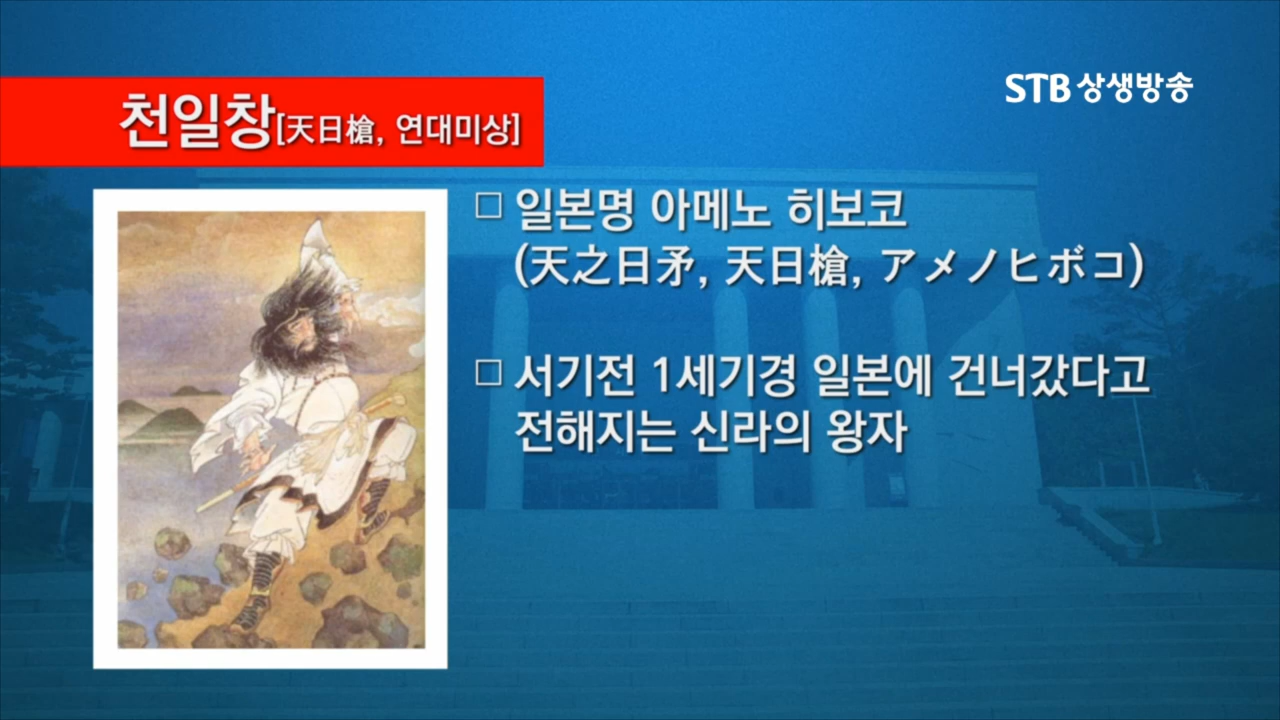 STB 상생방송
천일창[天日槍, 연대미상]
□ 일본명 아메노 히보코
(天之日矛, 天日槍, アメノヒボコ)
□ 서기전 1세기경 일본에 건너갔다고
전해지는 신라의 왕자